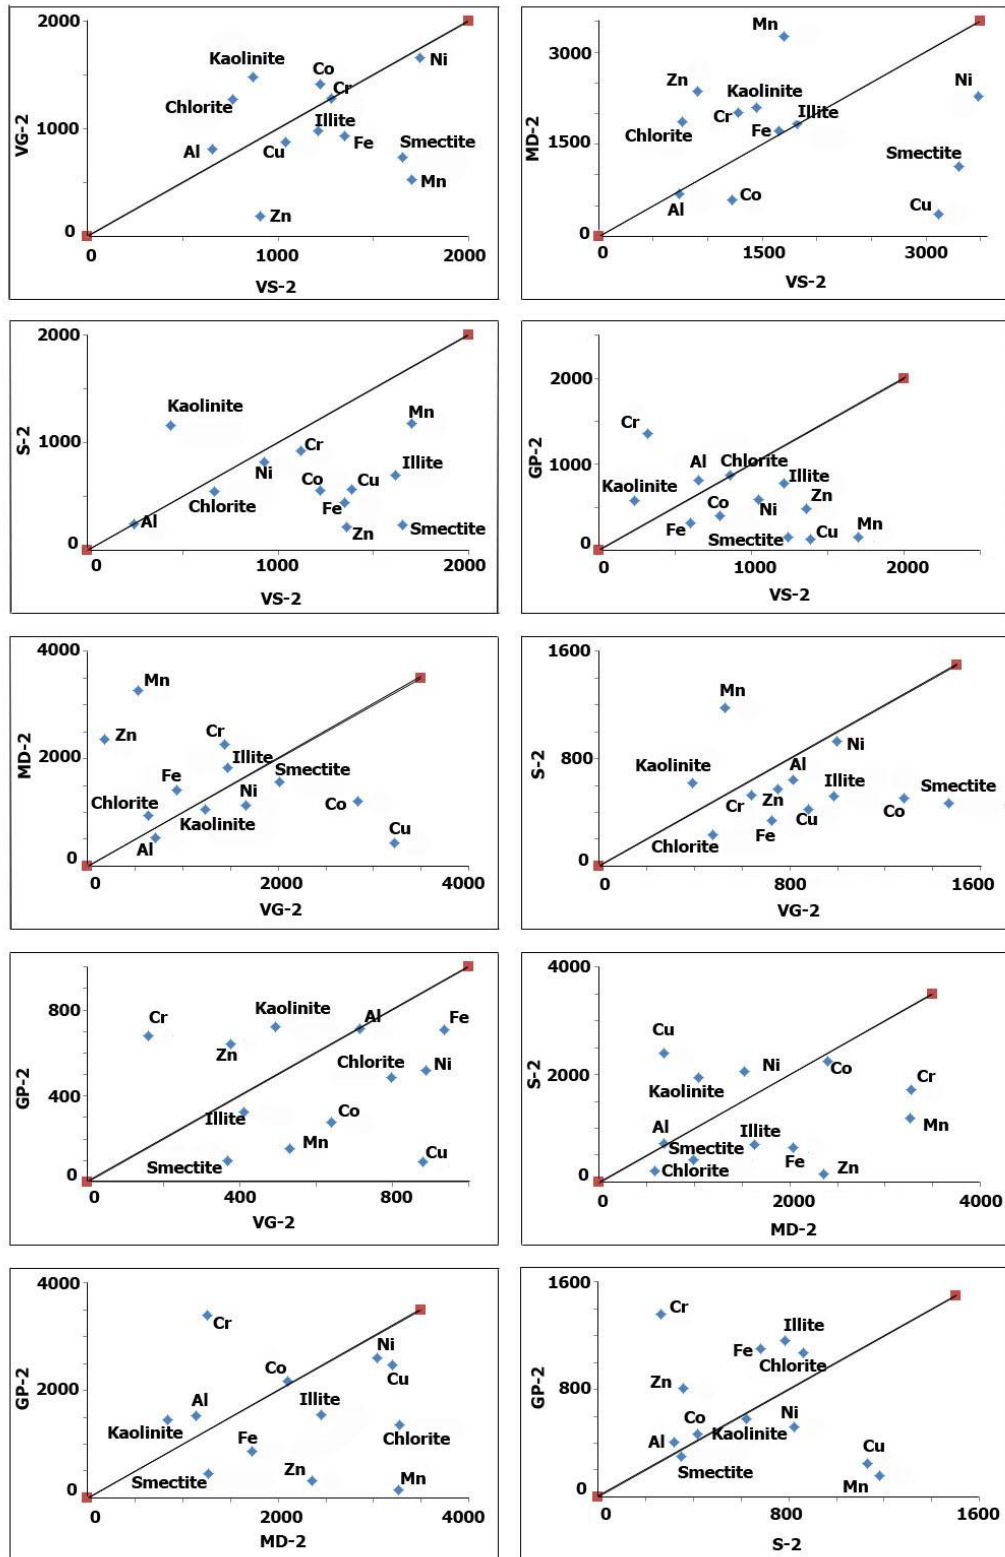 2000
VG-2
1000
0
Kaolinite
Co
Ni
Chlorite
Cr
Illite
Al
Cu
Fe
Smectite
Mn
Zn
0 1000 2000
VS-2
3000
MD-2
1500
0
Mn
Zn
Kaolinite
Ni
Chlorite
Cr
Fe
Illite
Smectite
Al
Co
Cu
1500 3000
VS-2
2000
S-2
1000
0
Kaolinite
Mn
Cr
Ni
Illite
Chlorite
Co
Cu
Al
Fe
Zn
Smectite
0 1000 2000
VS-2
2000
GP-2
1000
0
Cr
Al
Chlorite
Kaolinite
Illite
Co
Ni
Zn
Fe
Smectite
Cu
Mn
0 1000 2000
VS-2
4000
MD-2
2000
0
Mn
Zn
Cr
Illite
Fe
Smectite
Chlorite
Kaolinite
Ni
Co
Al
Cu
0 2000 4000
VG-2
1600
S-2
800
0
Mn
Ni
Kaolinite
Al
Cr
Zn
Illite
Smectite
Fe
Cu
Co
Chlorite
0 800 1600
VG-2
800
GP-2
400
0
Cr
Kaolinite
Al
Fe
Zn
Chlorite
Ni
Illite
Co
Mn
Smectite
Cu
0 400 800
VG-2
4000
S-2
2000
0
Cu
Ni
Co
Kaolinite
Cr
Al
Mn
Smectite
Illite
Chlorite
Fe
Zn
0 2000 4000
MD-2
4000
GP-2
2000
0
Cr
Ni
Co
Cu
Al
Kaolinite
Illite
Chlorite
Fe
Smectite
Zn
Mn
0 2000 4000
MD-2
1600
GP-2
800
0
Cr
Illite
Fe
Chlorite
Zn
Co
Ni
Al
Kaolinite
Smectite
Cu
Mn
0 800 1600
S-2